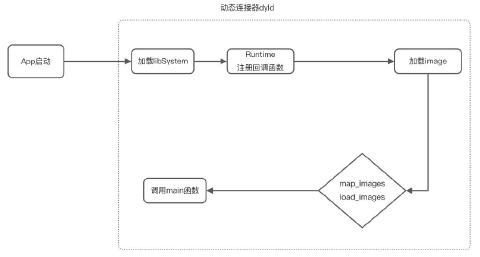 动态连接器dyld
App启动
加载libSystem
Runtime
注册回调函数
加载image
map_images
load_images
调用main函数